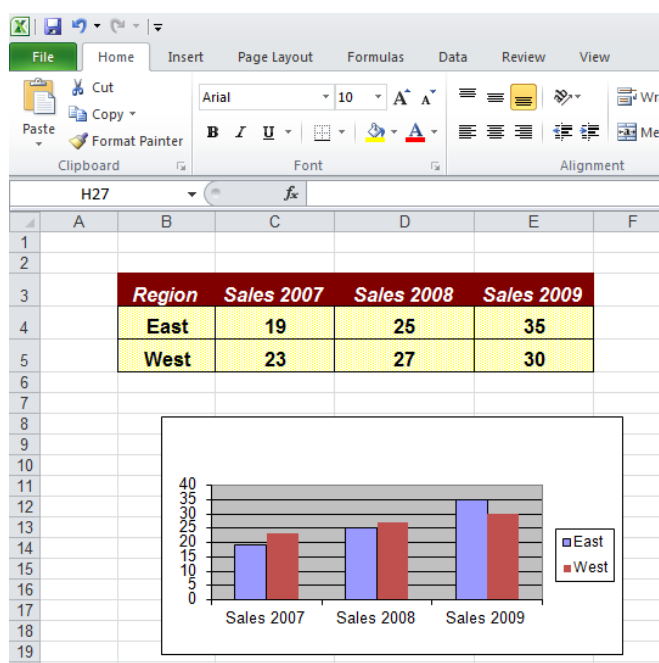 File Home Insert Page Layout Formulas Data Review View
Cut
Copy
Format Painter
Paste
Clipboard
Arial 10 A A
B I U A
Font
Wr
Me
Alignment
H27 fx
A B C D E F
1
2
3 Region Sales 2007 Sales 2008 Sales 2009
4 East 19 25 35
5 West 23 27 30
6
7
8
9
10
11
12
13
14
15
16
17
18
19
40
35
30
25
20
15
10
5
0
Sales 2007 Sales 2008 Sales 2009
East
West